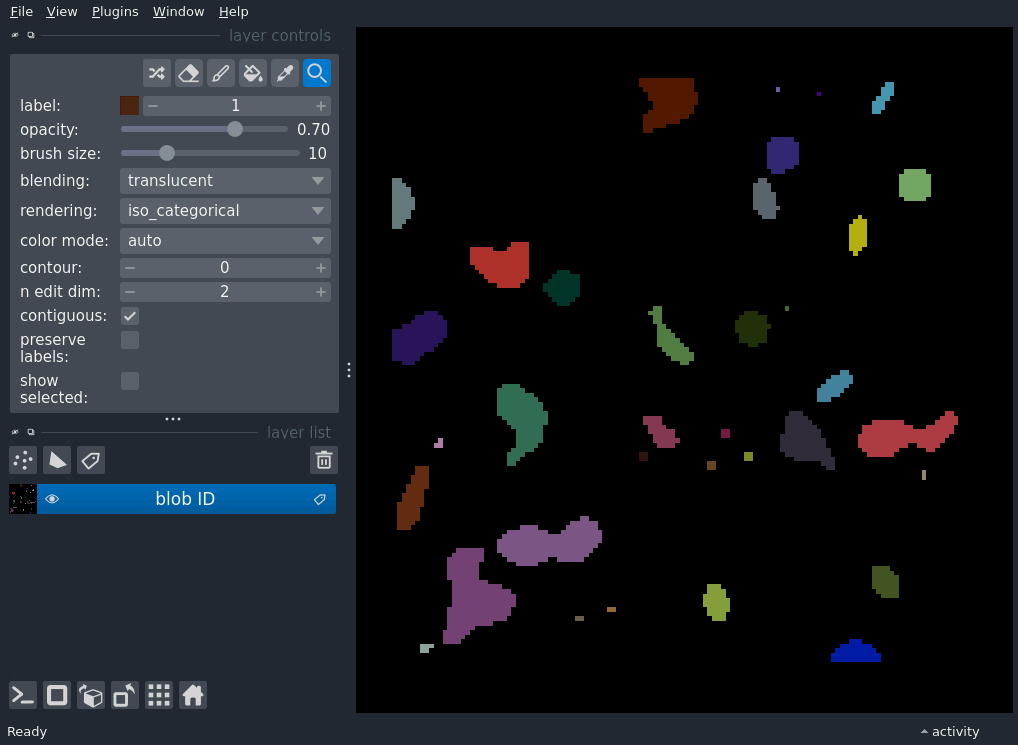 File View Plugins Window Help
layer controls
label: 1
opacity: 0.70
brush size: 10
blending: translucent
rendering: iso_categorical
color mode: auto
contour: 0
n edit dim: 2
contiguous:
preserve
labels:
show
selected:
layer list
blob ID
Ready
activity